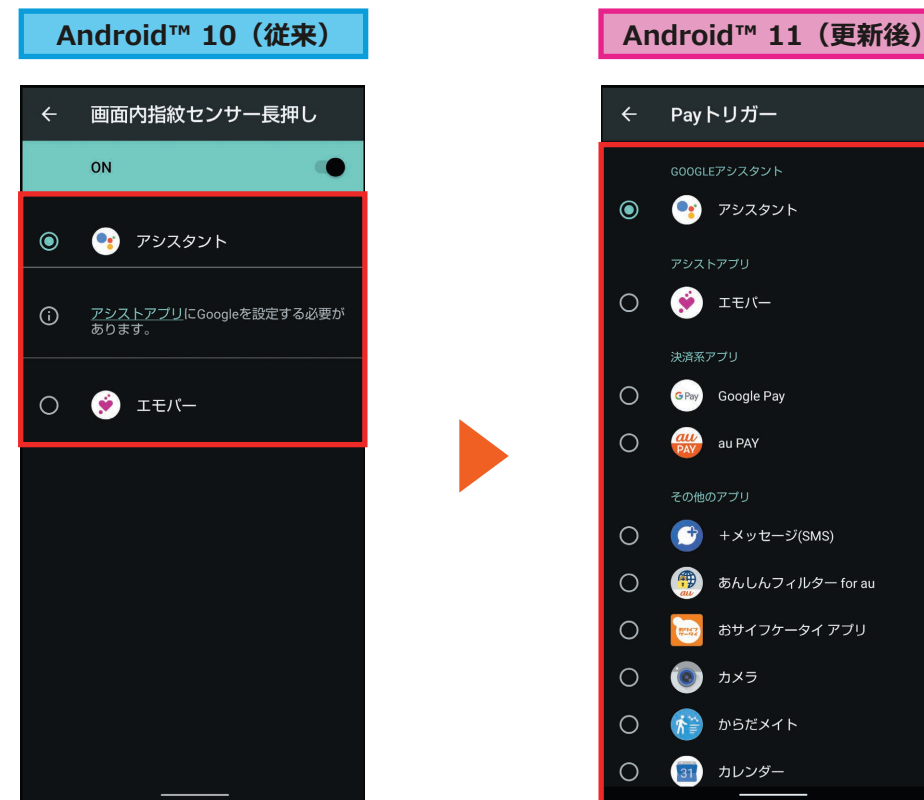 Android™ 10（従来）
画面内指紋センサー長押し
ON
アシスタント
アシストアプリにGoogleを設定する必要が
あります。
エモパー
Android™ 11（更新後）
Payトリガー
GOOGLEアシスタント
アシスタント
アシストアプリ
エモパー
決済系アプリ
G Pay
Google Pay
au PAY
au PAY
その他のアプリ
＋メッセージ(SMS)
au
あんしんフィルター for au
おサイフケータイ アプリ
カメラ
からだメイト
31
カレンダー